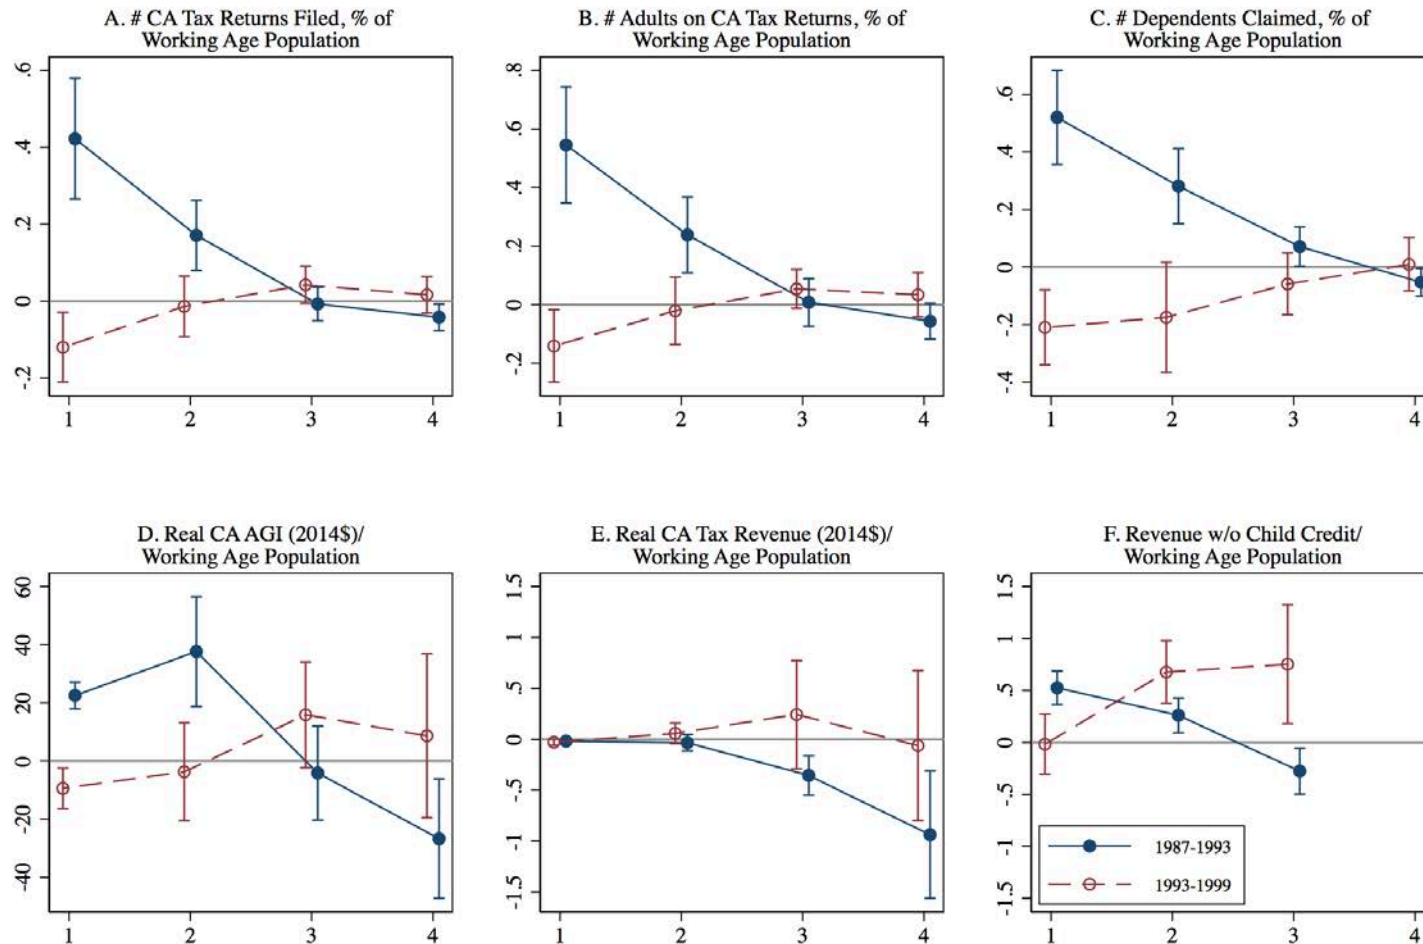 A. # CA Tax Returns Filed, % of
Working Age Population
.6
.4
.2
0
-.2
1 2 3 4
B. # Adults on CA Tax Returns, % of
Working Age Population
.8
.6
.4
.2
0
-.2
1 2 3 4
C. # Dependents Claimed, % of
Working Age Population
.6
.4
.2
0
-.2
-.4
1 2 3 4
D. Real CA AGI (2014$)/
Working Age Population
60
40
20
0
-20
-40
1 2 3 4
E. Real CA Tax Revenue (2014$)/
Working Age Population
1.5
1
.5
0
-.5
-1
-1.5
1 2 3 4
F. Revenue w/o Child Credit/
Working Age Population
1.5
1
.5
0
-.5
-1
-1.5
1987-1993
1993-1999
1 2 3 4